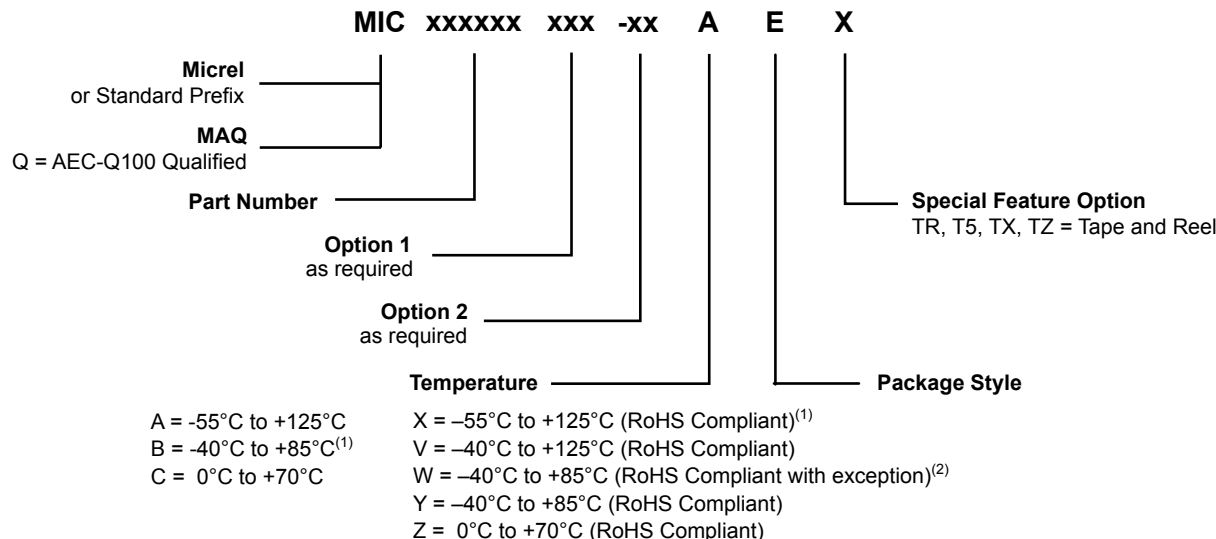 MIC xxxxxx xxx -xx A E X
Micrel
or Standard Prefix
MAQ
Q = AEC-Q100 Qualified
Part Number
Special Feature Option
TR, T5, TX, TZ = Tape and Reel
Option 1
as required
Option 2
as required
Temperature
Package Style
A = -55°C to +125°C
B = -40°C to +85°C(1)
C = 0°C to +70°C
X = –55°C to +125°C (RoHS Compliant)(1)
V = –40°C to +125°C (RoHS Compliant)
W = –40°C to +85°C (RoHS Compliant with exception)(2)
Y = –40°C to +85°C (RoHS Compliant)
Z = 0°C to +70°C (RoHS Compliant)